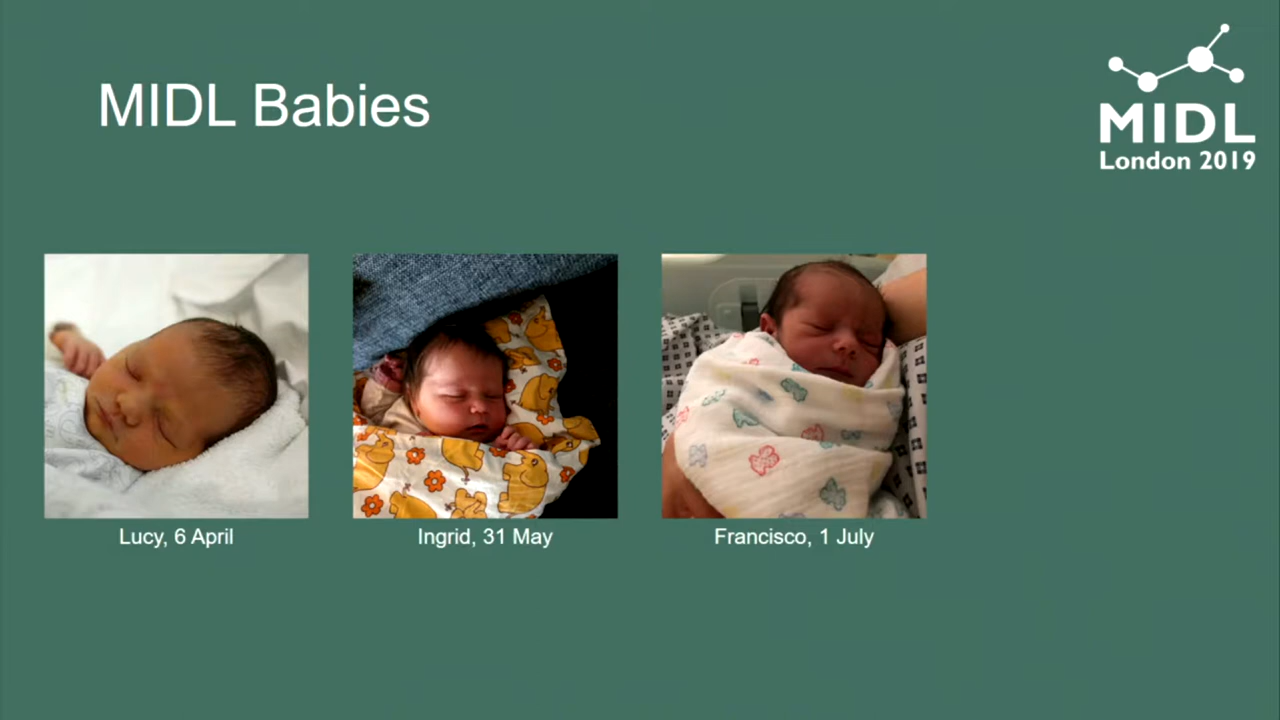 MIDL Babies
MIDL
London 2019
Lucy, 6 April
Ingrid, 31 May
Francisco, 1 July